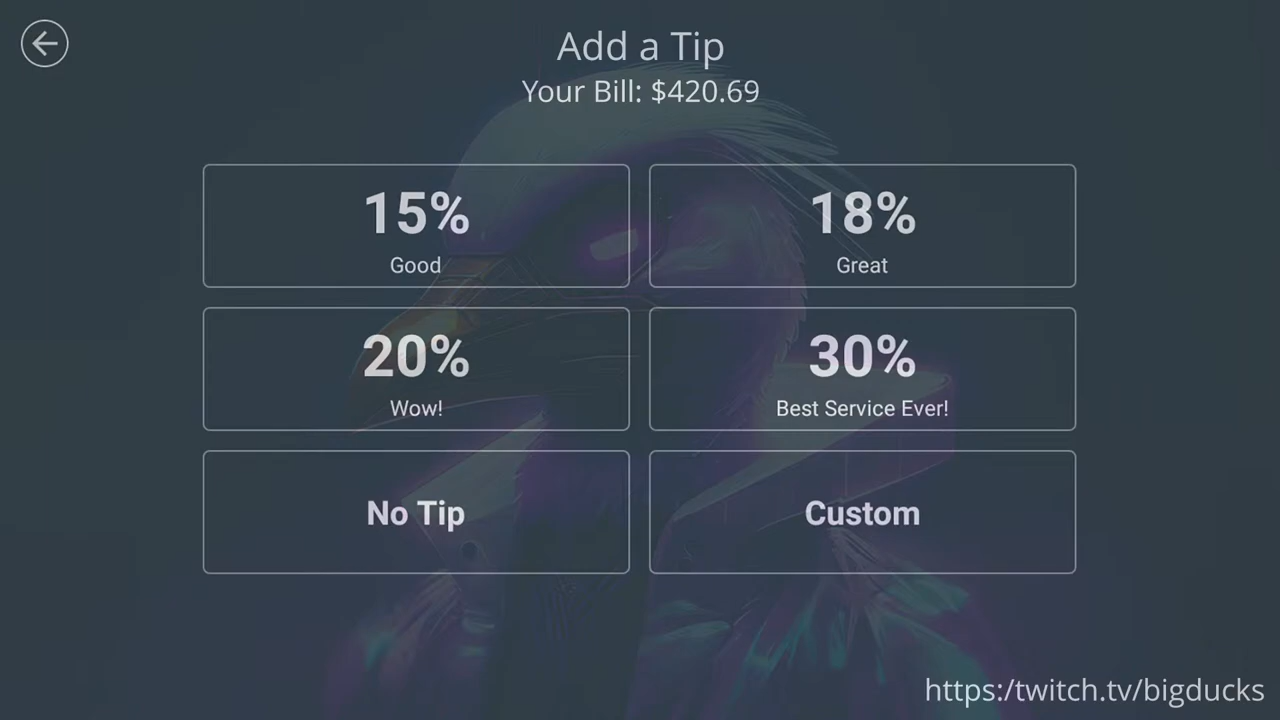 Add a Tip
Your Bill: $420.69
15%
Good
18%
Great
20%
Wow!
30%
Best Service Ever!
No Tip
Custom
https:/twitch.tv/bigducks